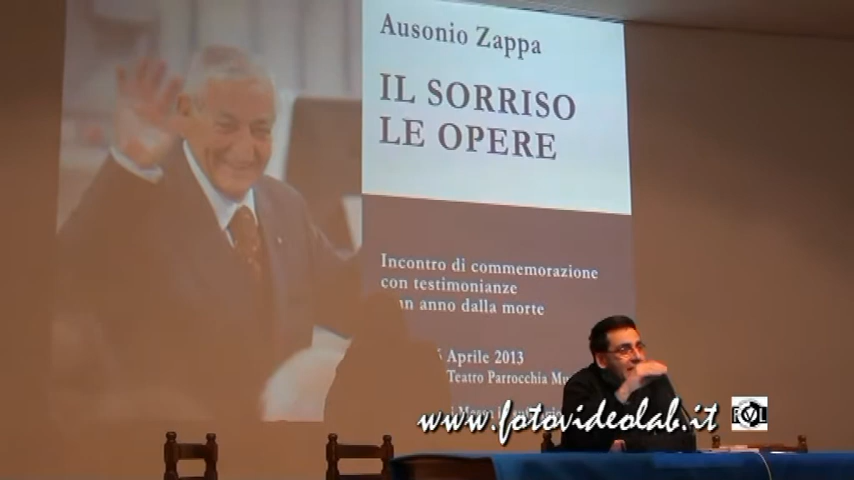 Ausonio Zappa
IL SORRISO
LE OPERE
Incontro di commemorazione
con testimonianze
anno dalla morte
Aprile 2013
Teatro Parrocchia
www.fotovideolab.it